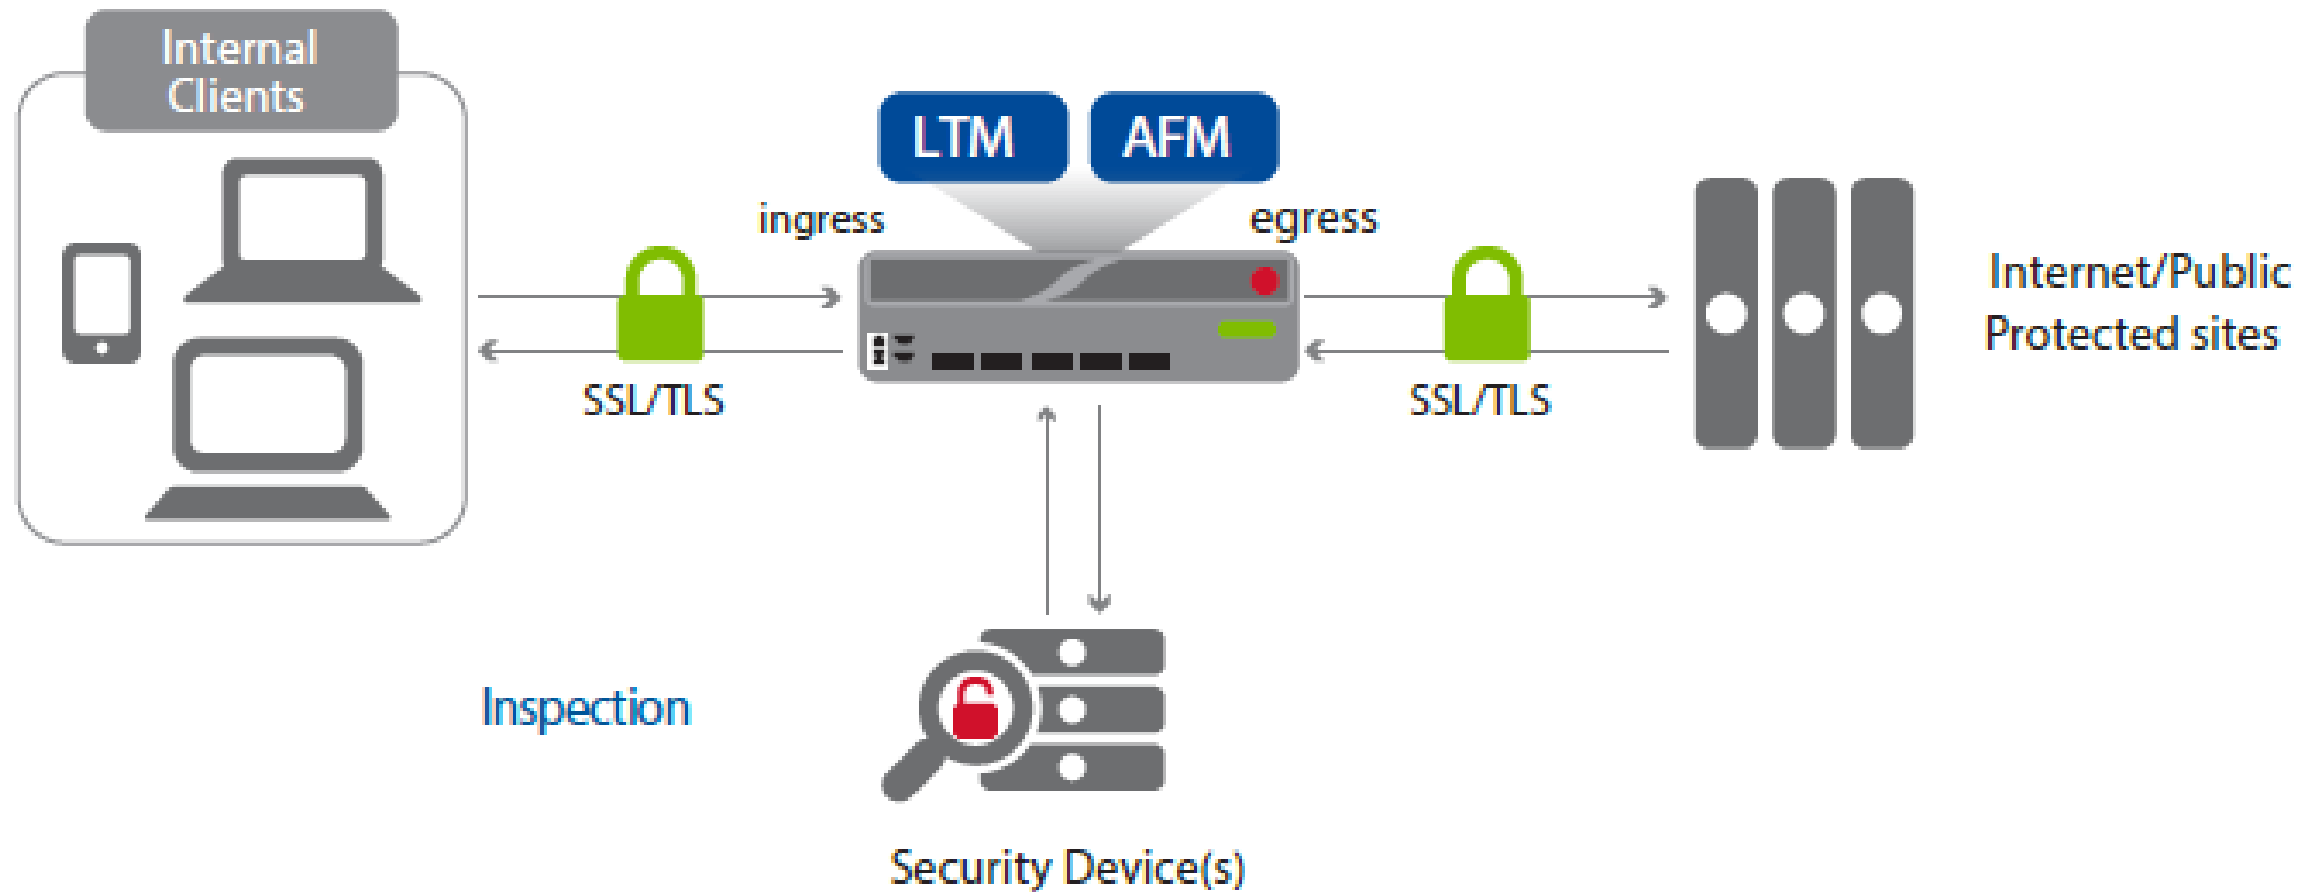 Internal
Clients
LTM
AFM
ingress
egress
SSL/TLS
SSL/TLS
Internet/Public
Protected sites
Inspection
Security Device(s)